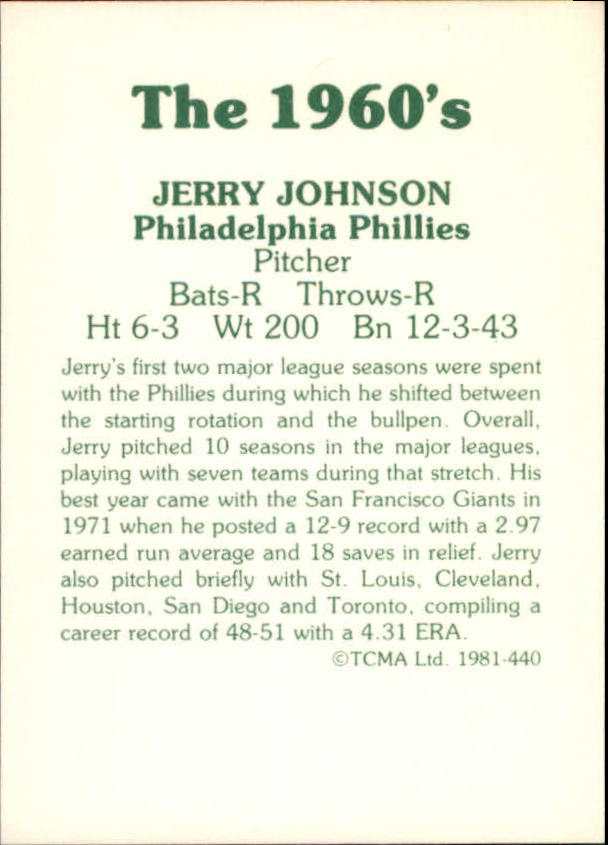 The 1960's
JERRY JOHNSON
Philadelphia Phillies
Pitcher
Bats-R Throws-R
Ht 6-3 Wt 200 Bn 12-3-43
Jerry's first two major league seasons were spent
with the Phillies during which he shifted between
the starting rotation and the bullpen. Overall,
Jerry pitched 10 seasons in the major leagues,
playing with seven teams during that stretch. His
best year came with the San Francisco Giants in
1971 when he posted a 12-9 record with a 2.97
earned run average and 18 saves in relief. Jerry
also pitched briefly with St. Louis, Cleveland,
Houston, San Diego and Toronto, compiling a
career record of 48-51 with a 4.31 ERA.
©TCMA Ltd. 1981-440